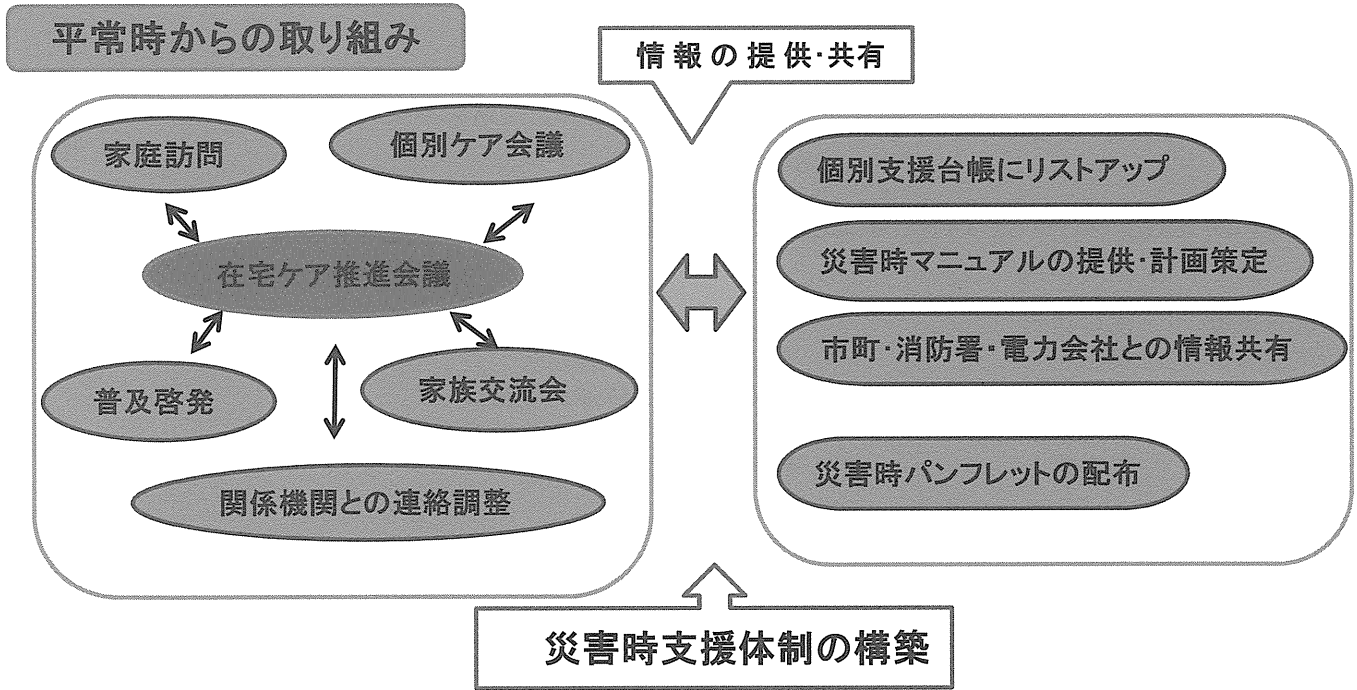 平常時からの取り組み
情報の提供・共有
家庭訪問
個別ケア会議
在宅ケア推進会議
普及啓発
家族交流会
関係機関との連絡調整
個別支援台帳にリストアップ
災害時マニュアルの提供・計画策定
市町・消防署・電力会社との情報共有
災害時パンフレットの配布
災害時支援体制の構築